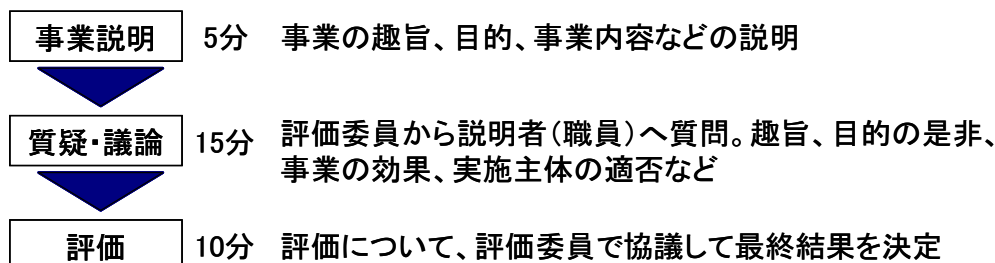 事業説明 5分 事業の趣旨、目的、事業内容などの説明
質疑・議論 15分 評価委員から説明者(職員)へ質問。趣旨、目的の是非、
事業の効果、実施主体の適否など
評価 10分 評価について、評価委員で協議して最終結果を決定